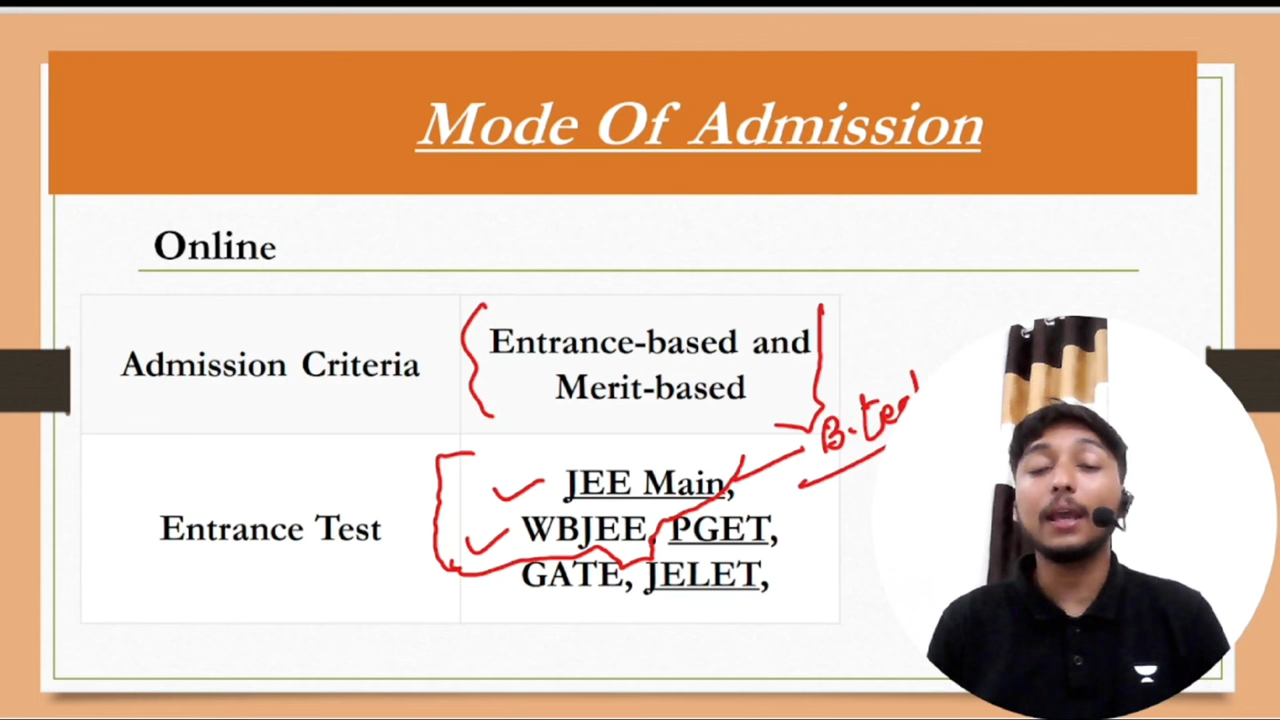 Mode Of Admission
Online
Admission Criteria
Entrance-based and
Merit-based
B.tech
Entrance Test
JEE Main,
WBJEE, PGET,
GATE, JELET,